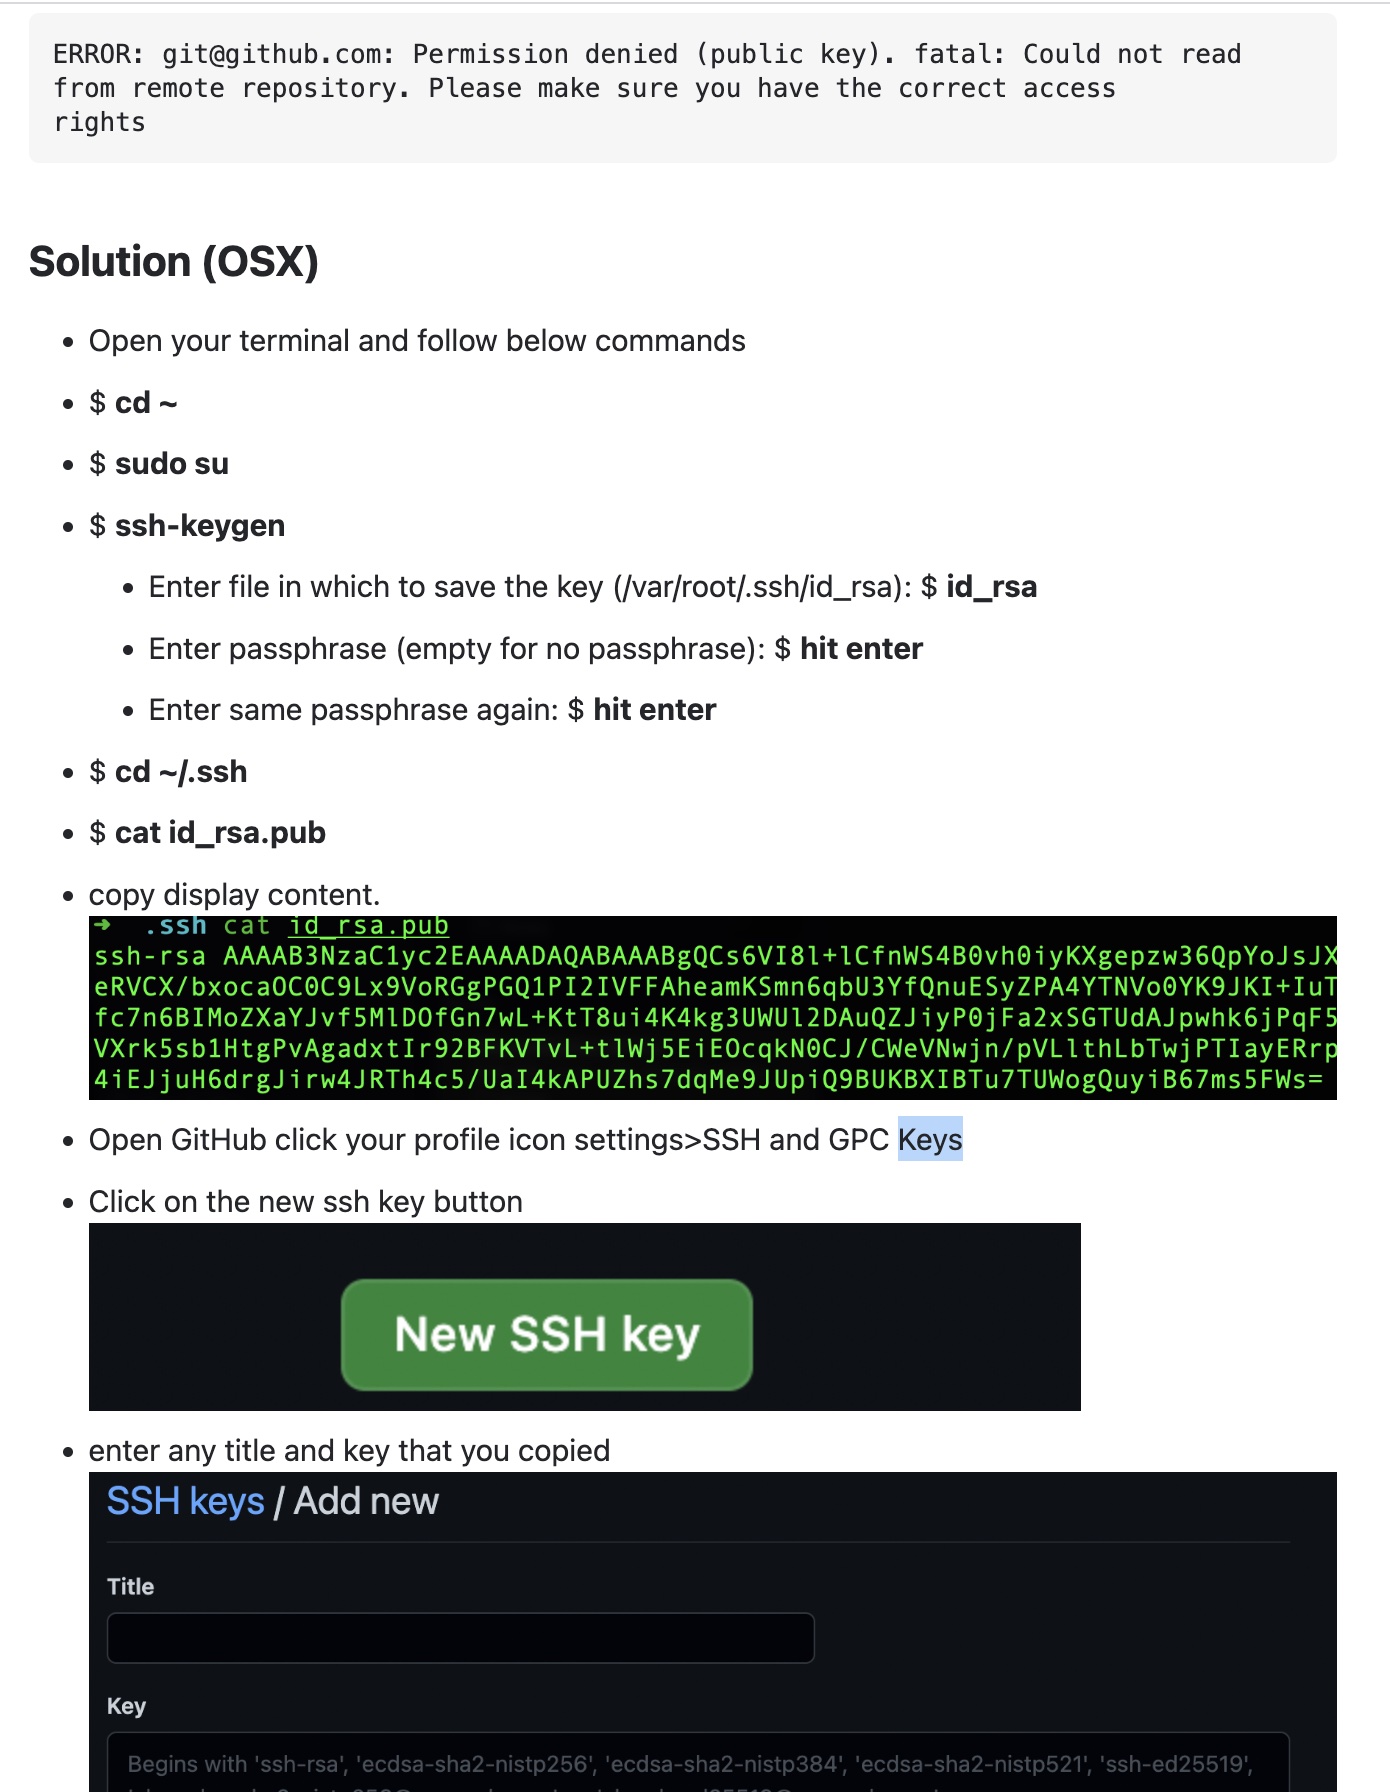 ERROR: git@github.com: Permission denied (public key). fatal: Could not read
from remote repository. Please make sure you have the correct access
rights
Solution (OSX)
• Open your terminal and follow below commands
• $ cd ~
• $ sudo su
• $ ssh-keygen
• Enter file in which to save the key (/var/root/.ssh/id_rsa): $ id_rsa
• Enter passphrase (empty for no passphrase): $ hit enter
• Enter same passphrase again: $ hit enter
• $ cd ~/.ssh
• $ cat id_rsa.pub
• copy display content.
→ .ssh cat id_rsa.pub
ssh-rsa AAAAB3NzaC1yc2EAAAADAQABAAABgQCs6VI8l+lCfnWS4B0vh0iyKXgepzw36QpYoJsJX
eRVCX/bxocaOC0C9Lx9VoRGgPGQ1PI2IVFFAheamKSmn6qbU3YfQnuESyZPA4YTNVo0YK9JKI+IuT
fc7n6BIMoZXaYJvf5MlDOfGn7wL+KtT8ui4K4kg3UWUl2DAuQZJiyP0jFa2xSGTUdAJpwhk6jPqF5
VXrk5sb1HtgPvAgadxtIr92BFKVTvL+tlWj5EiEOcqkN0CJ/CWeVNwjn/pVLlthLbTwjPTIayERrp
4iEJjuH6drgJirw4JRTh4c5/UaI4kAPUZhs7dqMe9JUpiQ9BUKBXIBTu7TUWogQuyiB67ms5FWs=
• Open GitHub click your profile icon settings>SSH and GPC Keys
• Click on the new ssh key button
New SSH key
• enter any title and key that you copied
SSH keys / Add new
Title
Key
Begins with 'ssh-rsa', 'ecdsa-sha2-nistp256', 'ecdsa-sha2-nistp384', 'ecdsa-sha2-nistp521', 'ssh-ed25519',